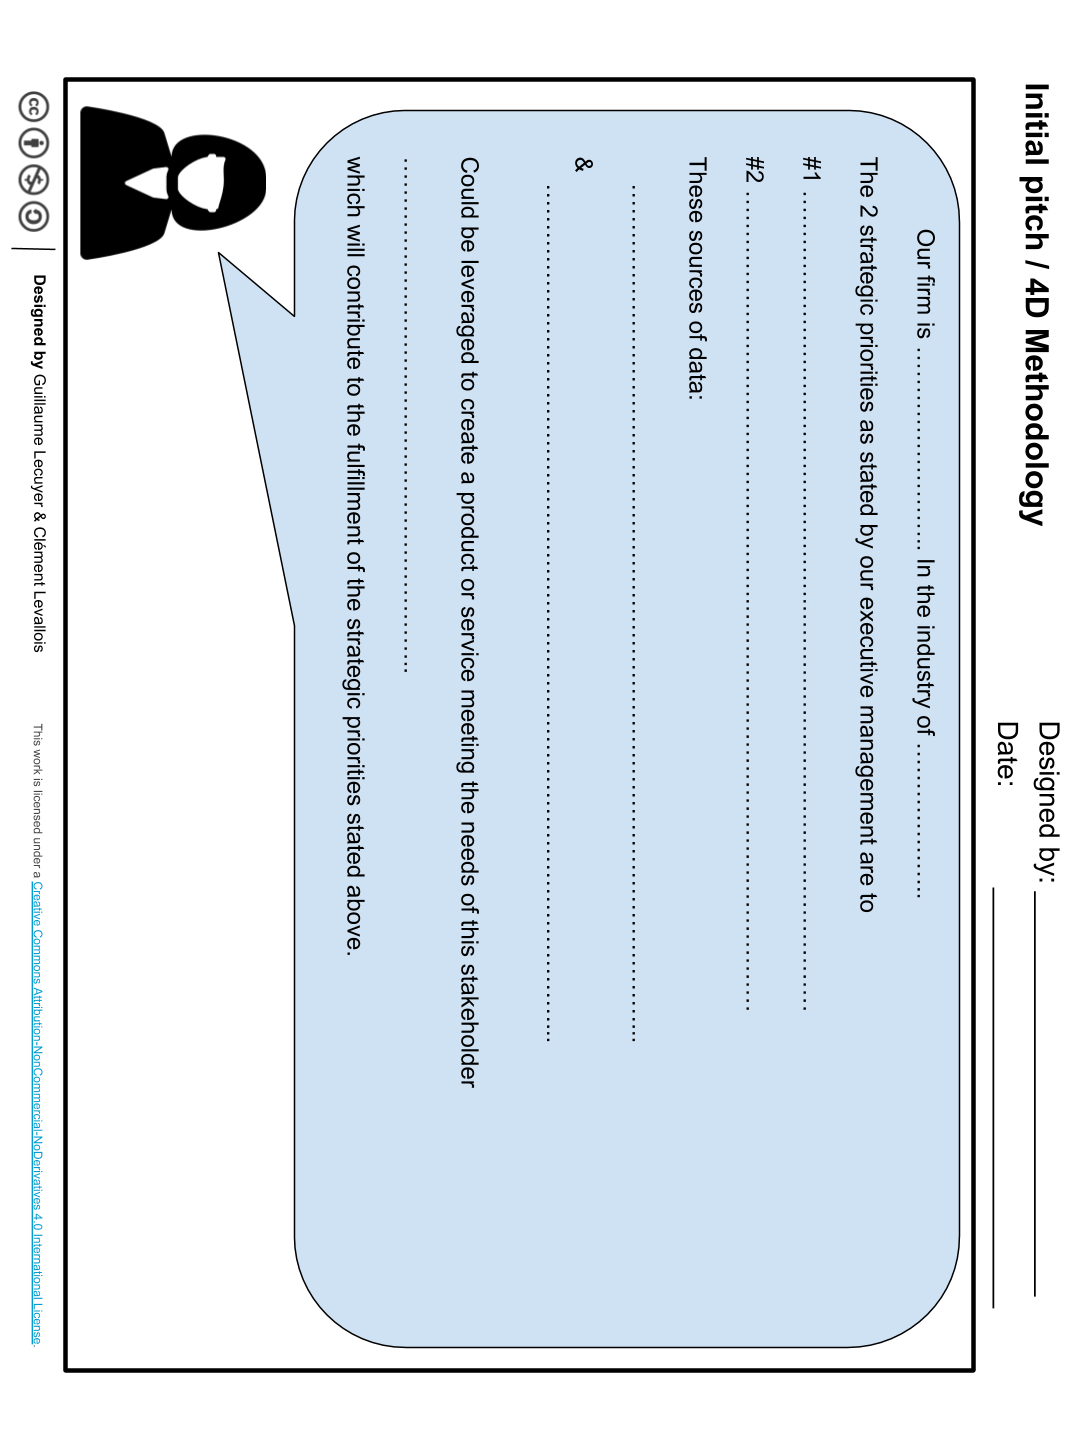 Initial pitch / 4D Methodology
Designed by: ______________________
Date: ______________________
Our firm is ................................ In the industry of ........................
The 2 strategic priorities as stated by our executive management are to
#1 ................................................................................................................................
#2 ................................................................................................................................
These sources of data:
......................................................................................................................................
&
......................................................................................................................................
Could be leveraged to create a product or service meeting the needs of this stakeholder
................................................................................
which will contribute to the fulfillment of the strategic priorities stated above.
cc
Designed by Guillaume Lecuyer & Clément Levallois
This work is licensed under a Creative Commons Attribution-NonCommercial-NoDerivatives 4.0 International License.